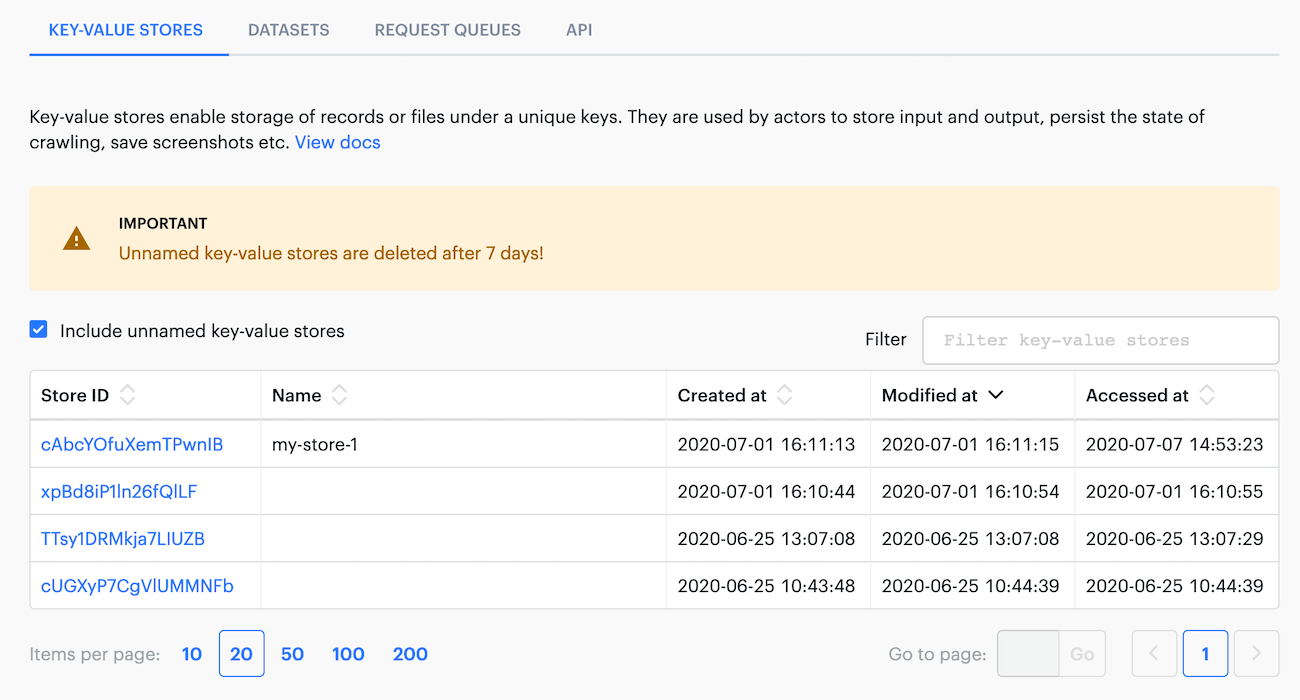 KEY-VALUE STORES DATASETS REQUEST QUEUES API
Key-value stores enable storage of records or files under a unique keys. They are used by actors to store input and output, persist the state of
crawling, save screenshots etc. View docs
IMPORTANT
Unnamed key-value stores are deleted after 7 days!
Include unnamed key-value stores
Filter Filter key-value stores
Store ID Name Created at Modified at Accessed at
cAbcYOfuXemTPwnIB my-store-1 2020-07-01 16:11:13 2020-07-01 16:11:15 2020-07-07 14:53:23
xpBd8iP1ln26fQlLF 2020-07-01 16:10:44 2020-07-01 16:10:54 2020-07-01 16:10:55
TTsy1DRMkja7LIUZB 2020-06-25 13:07:08 2020-06-25 13:07:08 2020-06-25 13:07:29
cUGXyP7CgVlUMMNFb 2020-06-25 10:43:48 2020-06-25 10:44:39 2020-06-25 10:44:39
Items per page: 10 20 50 100 200 Go to page: Go 1